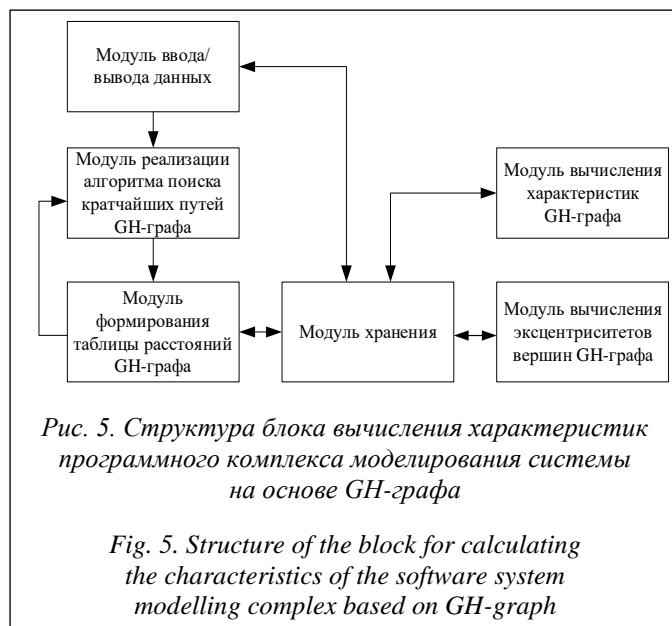 Модуль ввода/
вывода данных
Модуль реализации
алгоритма поиска
кратчайших путей
GH-графа
Модуль вычисления
характеристик
GH-графа
Модуль
формирования
таблицы расстояний
GH-графа
Модуль хранения
Модуль вычисления
эксцентриситетов
вершин GH-графа
Рис. 5. Структура блока вычисления характеристик
программного комплекса моделирования системы
на основе GH-графа
Fig. 5. Structure of the block for calculating
the characteristics of the software system
modelling complex based on GH-graph